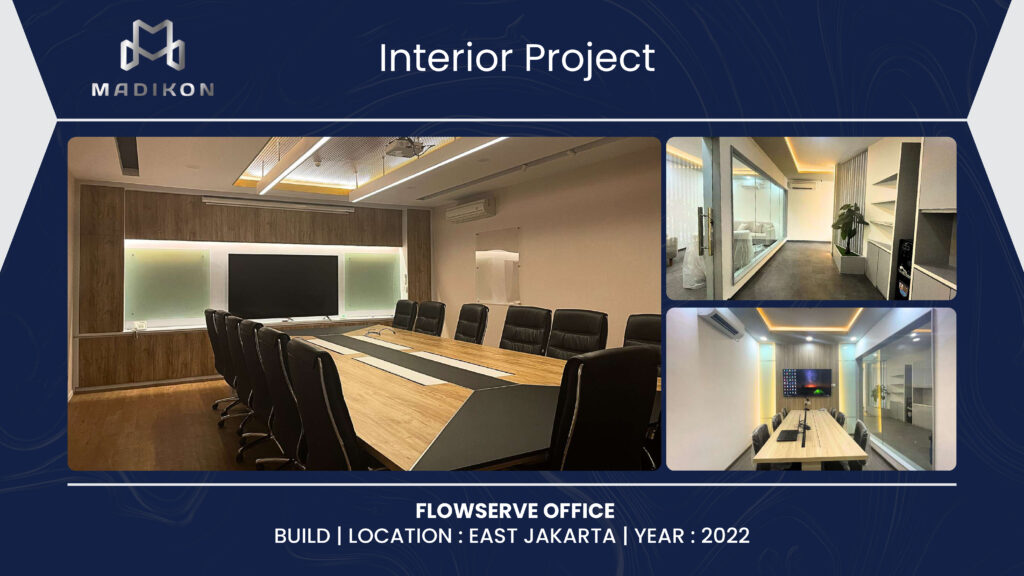 MADIKON
Interior Project
FLOWSERVE OFFICE
BUILD | LOCATION : EAST JAKARTA | YEAR : 2022